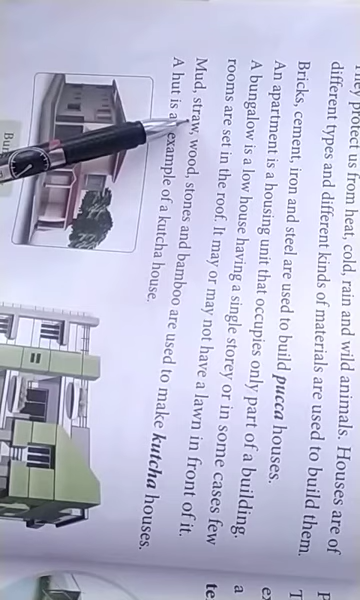 They protect us from heat, cold, rain and wild animals. Houses are of
different types and different kinds of materials are used to build them.
Bricks, cement, iron and steel are used to build pucca houses.
An apartment is a housing unit that occupies only part of a building.
A bungalow is a low house having a single storey or in some cases few
rooms are set in the roof. It may or may not have a lawn in front of it.
Mud, straw, wood, stones and bamboo are used to make kutcha houses.
A hut is a example of a kutcha house.